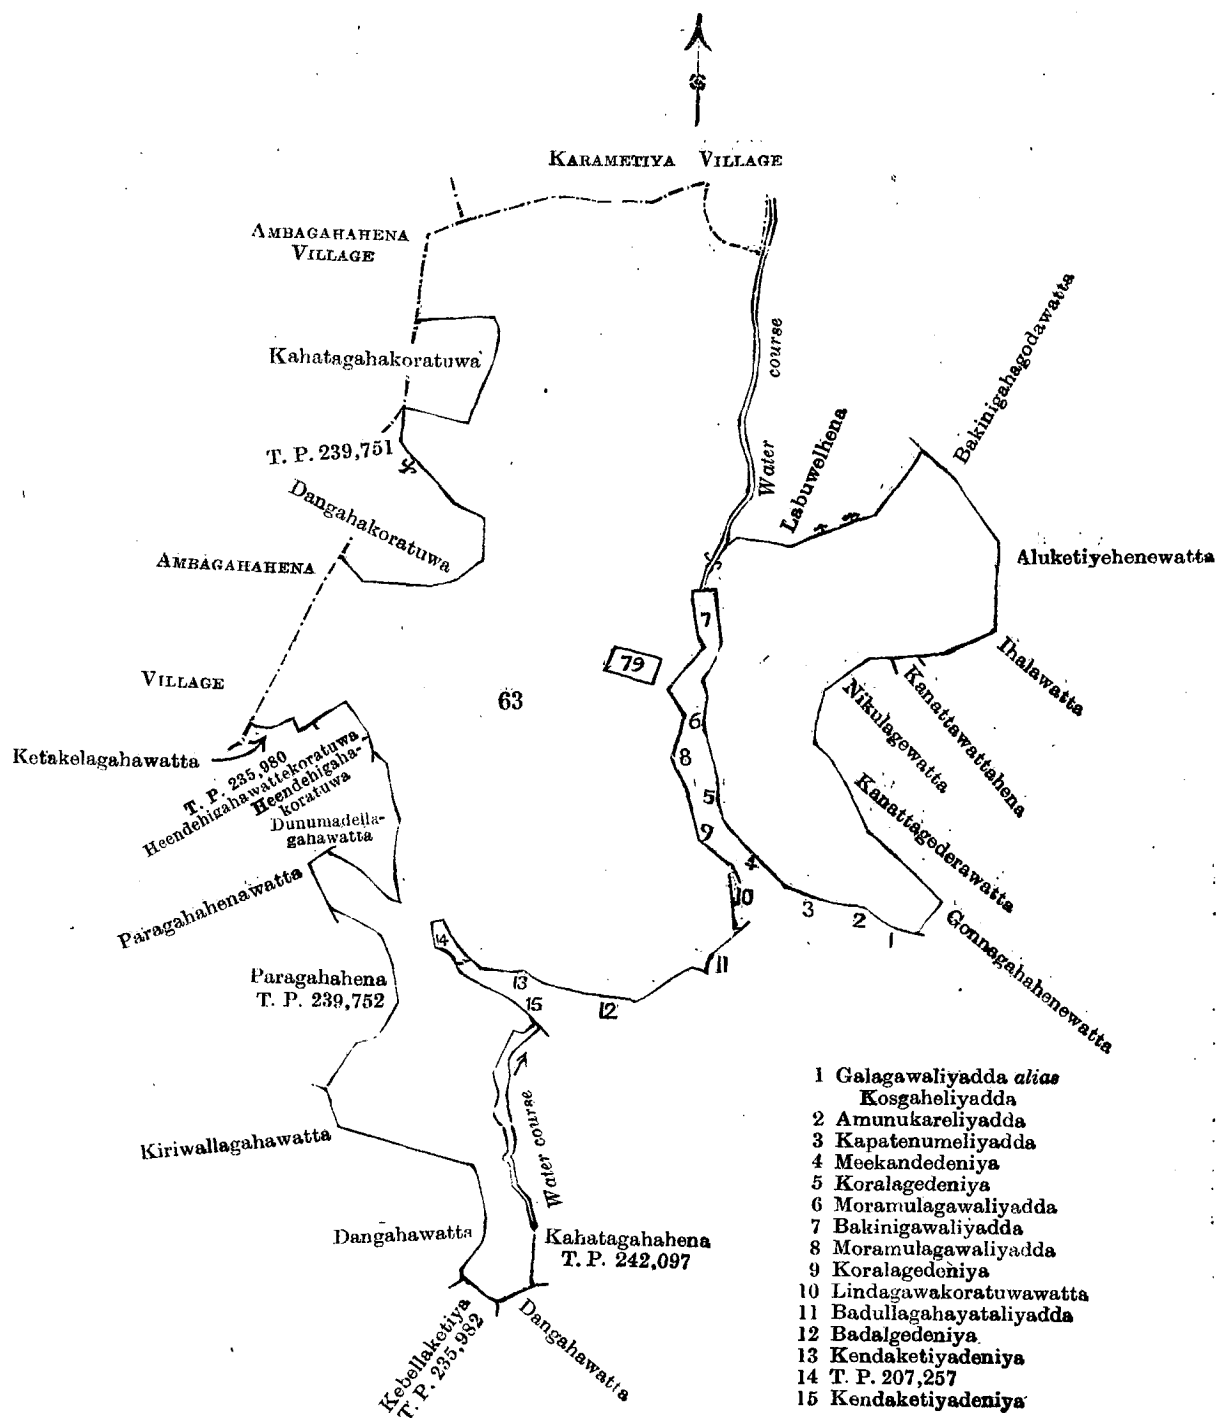 KARAMETIYA VILLAGE
AMBAGAHAHENA
VILLAGE
Kahatagahakoratuwa
T. P. 239,751
Dangahakoratuwa
AMBAGAHAHENA
VILLAGE
Ketakelagahawatta
T. P. 235,980
Heendehigahawattekoratuwa
Heendehigaha-
koratuwa
Dunumadella-
gahawatta
Paragahahenawatta
Paragahahena
T. P. 239,752
Kiriwallagahawatta
Dangahawatta
Kebellaketiya
T. P. 235,982
Dangahawatta
Kahatagahahena
T. P. 242,097
Water course
Water course
Labuwelhena
Bakinigahagodawatta
Aluketiyehenewatta
Ihalawatta
Kanattawattahena
Nikulagewatta
Kanattagederawatta
Gonnagahahenewatta
63
79
7
6
8
5
9
4
10
3
2
1
11
12
13
14
15
1 Galagawaliyadda alias
Kosgaheliyadda
2 Amunukareliyadda
3 Kapatenumeliyadda
4 Meekandedeniya
5 Koralagedeniya
6 Moramulagawaliyadda
7 Bakinigawaliyadda
8 Moramulagawaliyadda
9 Koralagedeniya
10 Lindagawakoratuwawatta
11 Badullagahayataliyadda
12 Badalgedeniya
13 Kendaketiyadeniya
14 T. P. 207,257
15 Kendaketiyadeniya